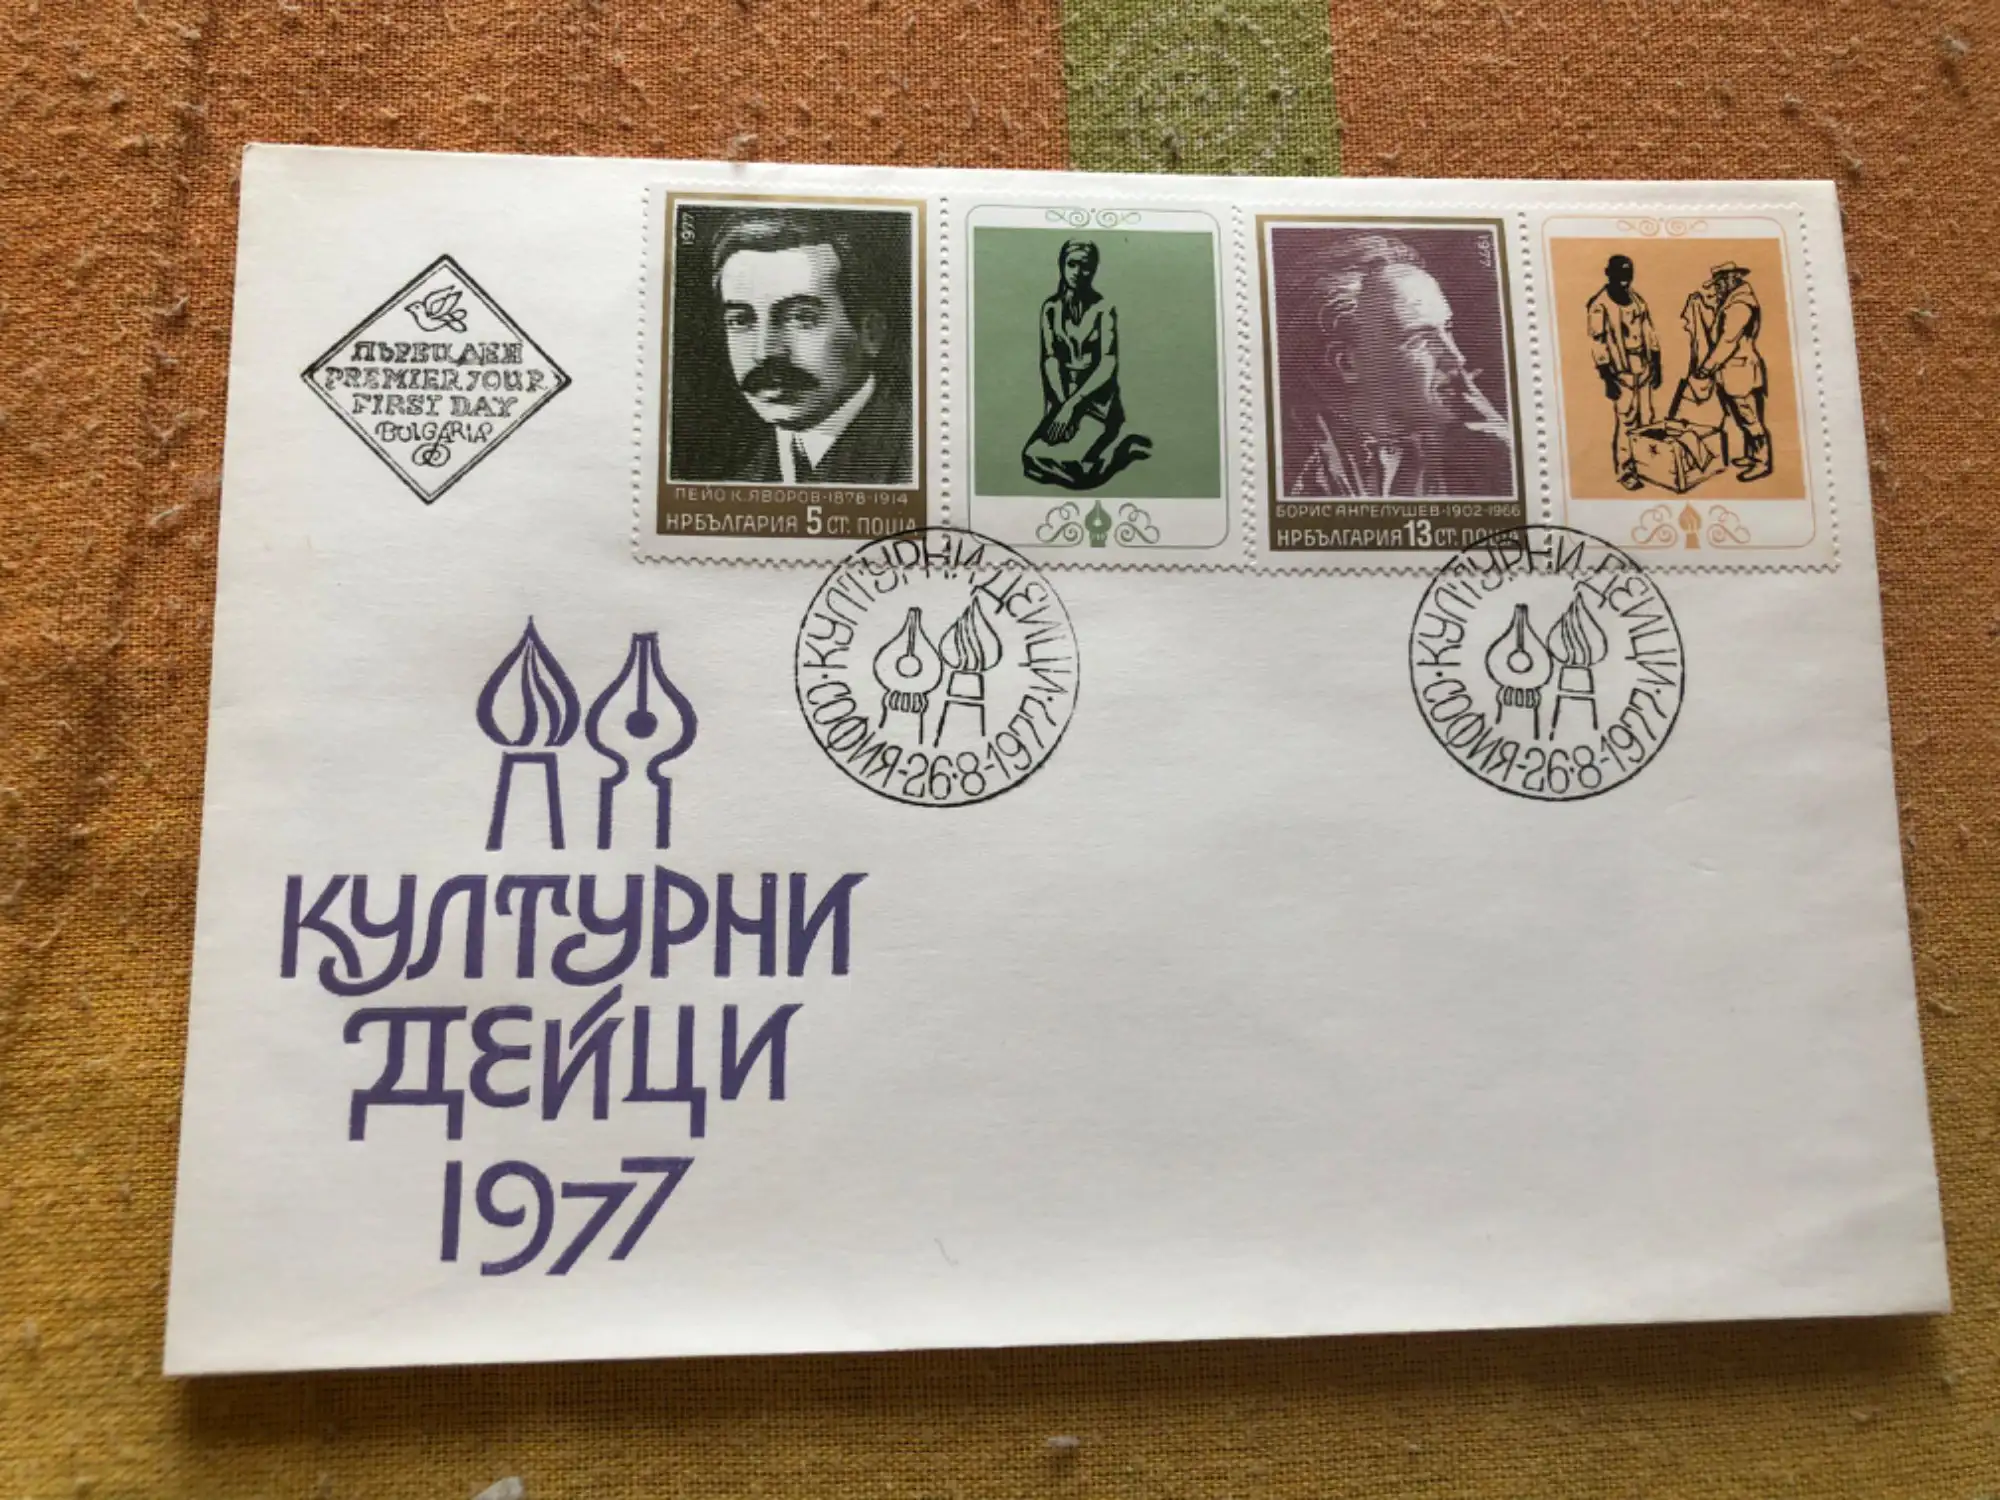 ПЪРВИ ДЕН
PREMIER JOUR
FIRST DAY
BULGARIA
1977
ПЕЙО К. ЯВОРОВ·1878·1914
НРБЪЛГАРИЯ 5 СТ. ПОЩА
1977
БОРИС АНГЕЛУШЕВ·1902·1966
НРБЪЛГАРИЯ 13 СТ. ПОЩА
·КУЛТУРНИ ДЕЙЦИ·
СОФИЯ-26·8-1977
·КУЛТУРНИ ДЕЙЦИ·
СОФИЯ-26·8-1977
КУЛТУРНИ
ДЕЙЦИ
1977